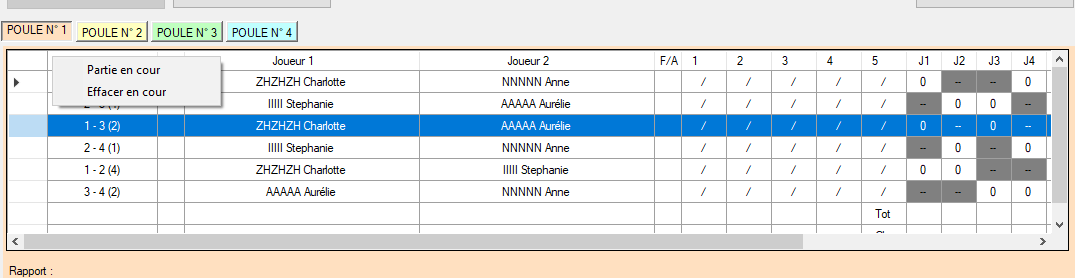 POULE N° 1 POULE N° 2 POULE N° 3 POULE N° 4
Joueur 1 Joueur 2 F/A 1 2 3 4 5 J1 J2 J3 J4
Partie en cour
Effacer en cour
ZHZHZH Charlotte NNNNN Anne / / / / / 0 -- -- 0
IIIII Stephanie AAAAA Aurélie / / / / / -- 0 0 --
1 - 3 (2) ZHZHZH Charlotte AAAAA Aurélie / / / / / 0 -- 0 --
2 - 4 (1) IIIII Stephanie NNNNN Anne / / / / / -- 0 -- 0
1 - 2 (4) ZHZHZH Charlotte IIIII Stephanie / / / / / 0 0 -- --
3 - 4 (2) AAAAA Aurélie NNNNN Anne / / / / / -- -- 0 0
Tot
Rapport :